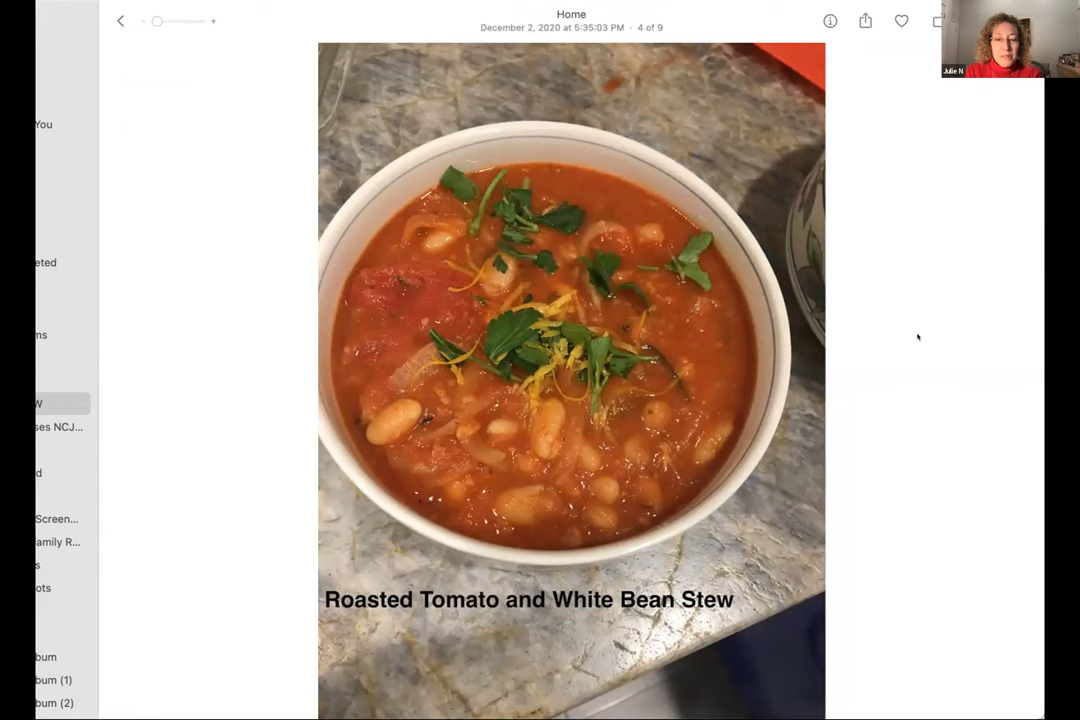 Home
December 2, 2020 at 5:35:03 PM · 4 of 9
Julie N
You
eted
ms
W
ses NCJ...
d
Screen...
Family R...
s
ots
bum
bum (1)
bum (2)
Roasted Tomato and White Bean Stew